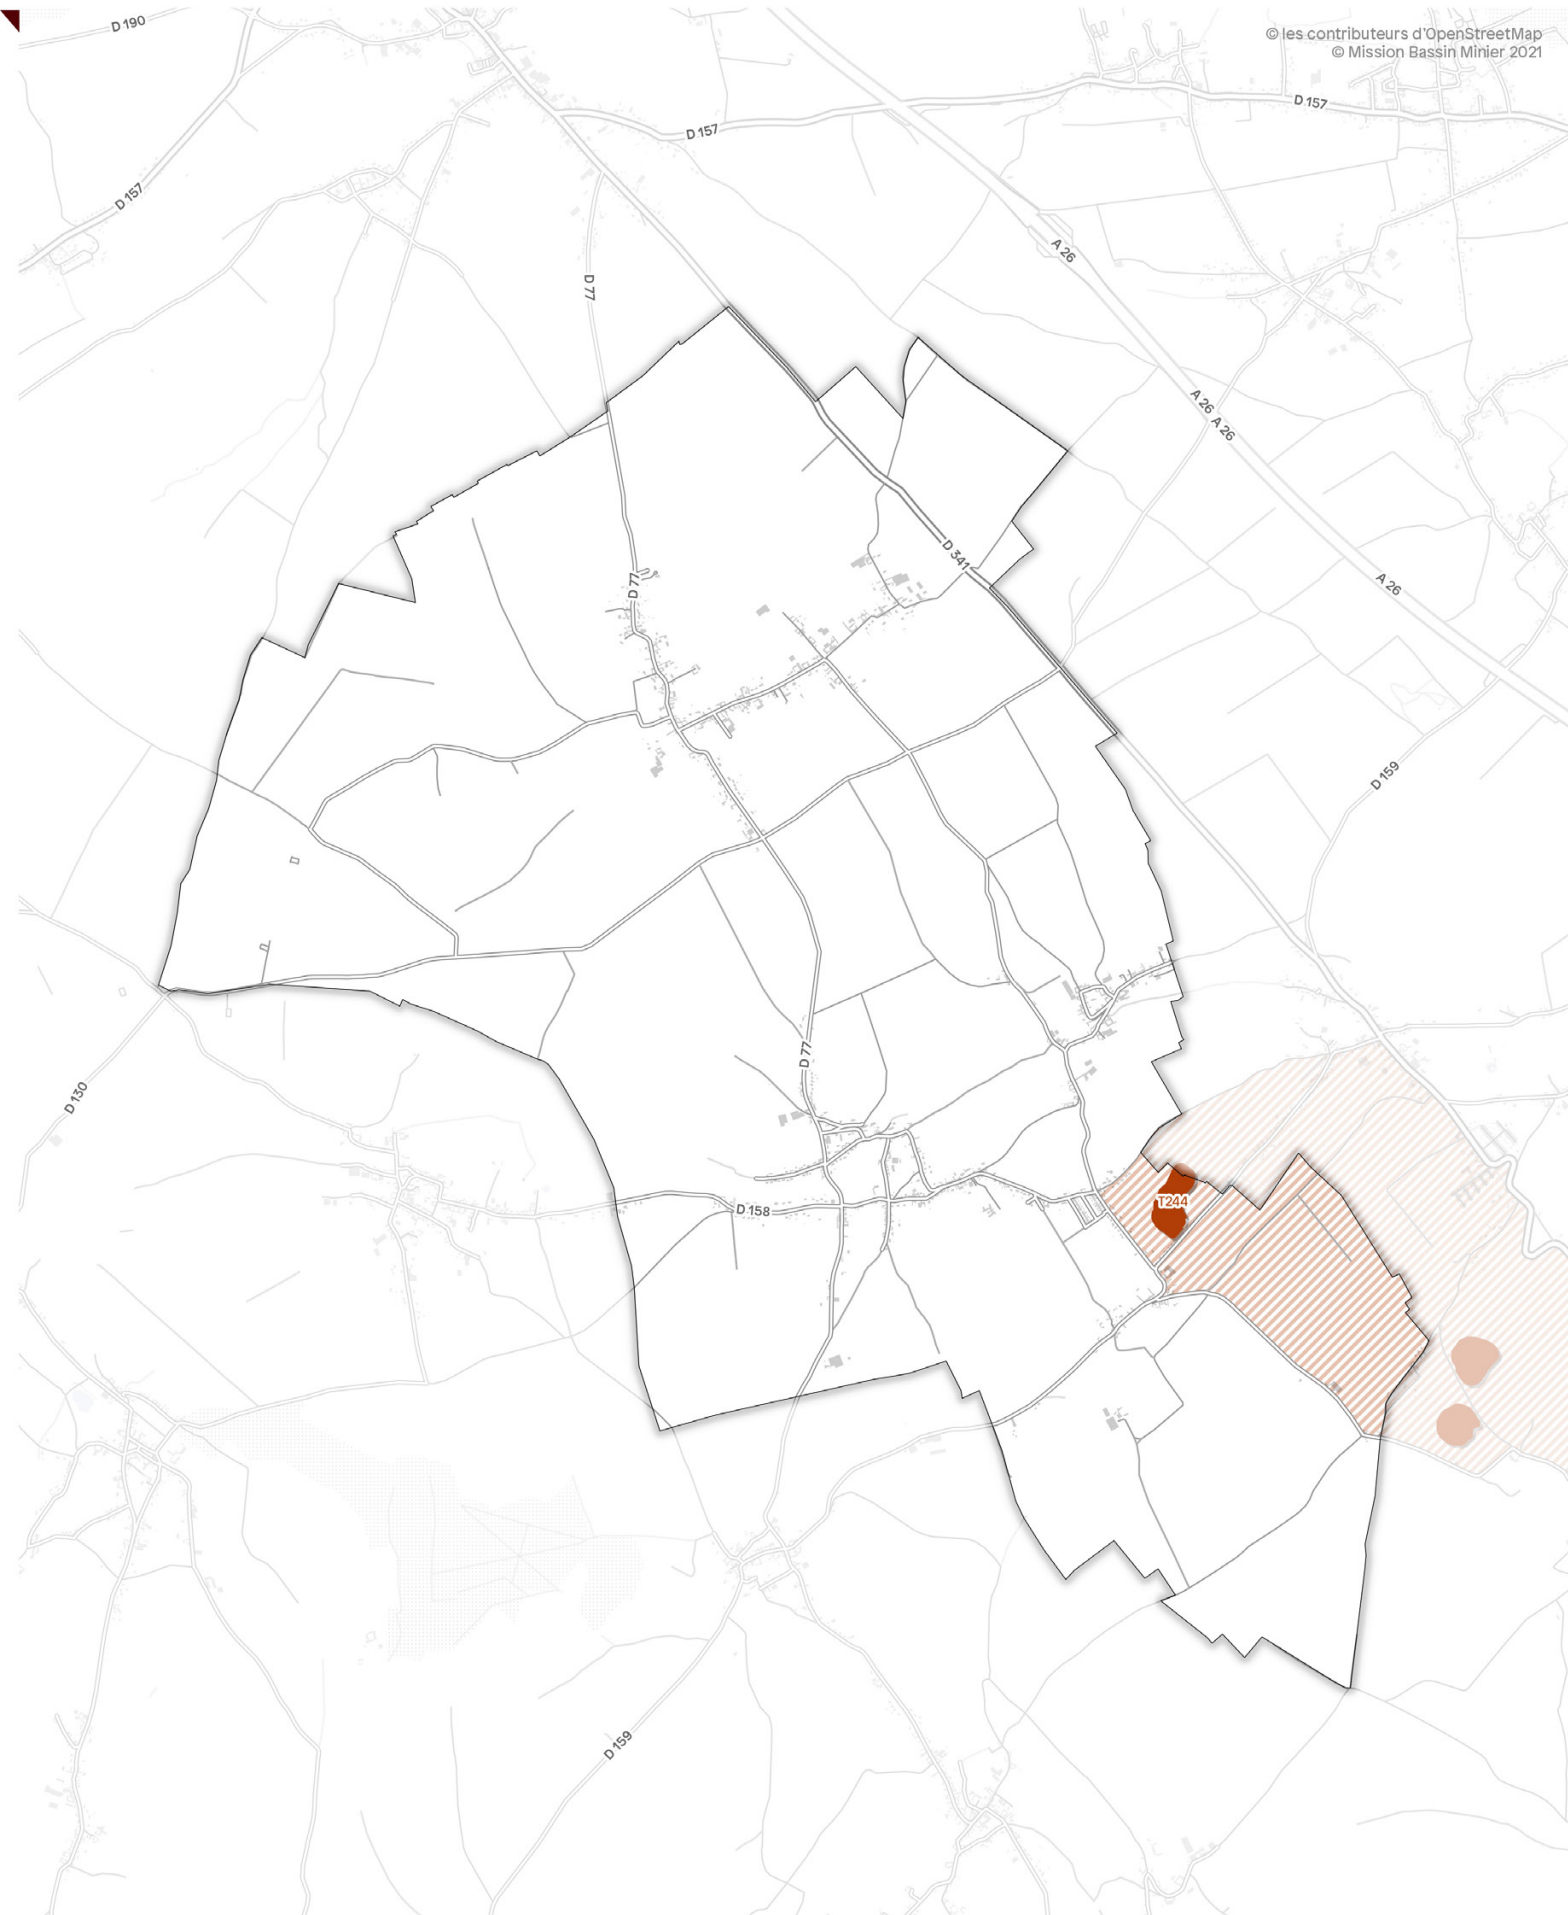 D 190
© les contributeurs d'OpenStreetMap
© Mission Bassin Minier 2021
D 157
D 157
D 157
A 26
D 77
A 26
A 26
D 341
A 26
D 77
D 159
D 77
D 130
T244
D 158
D 159